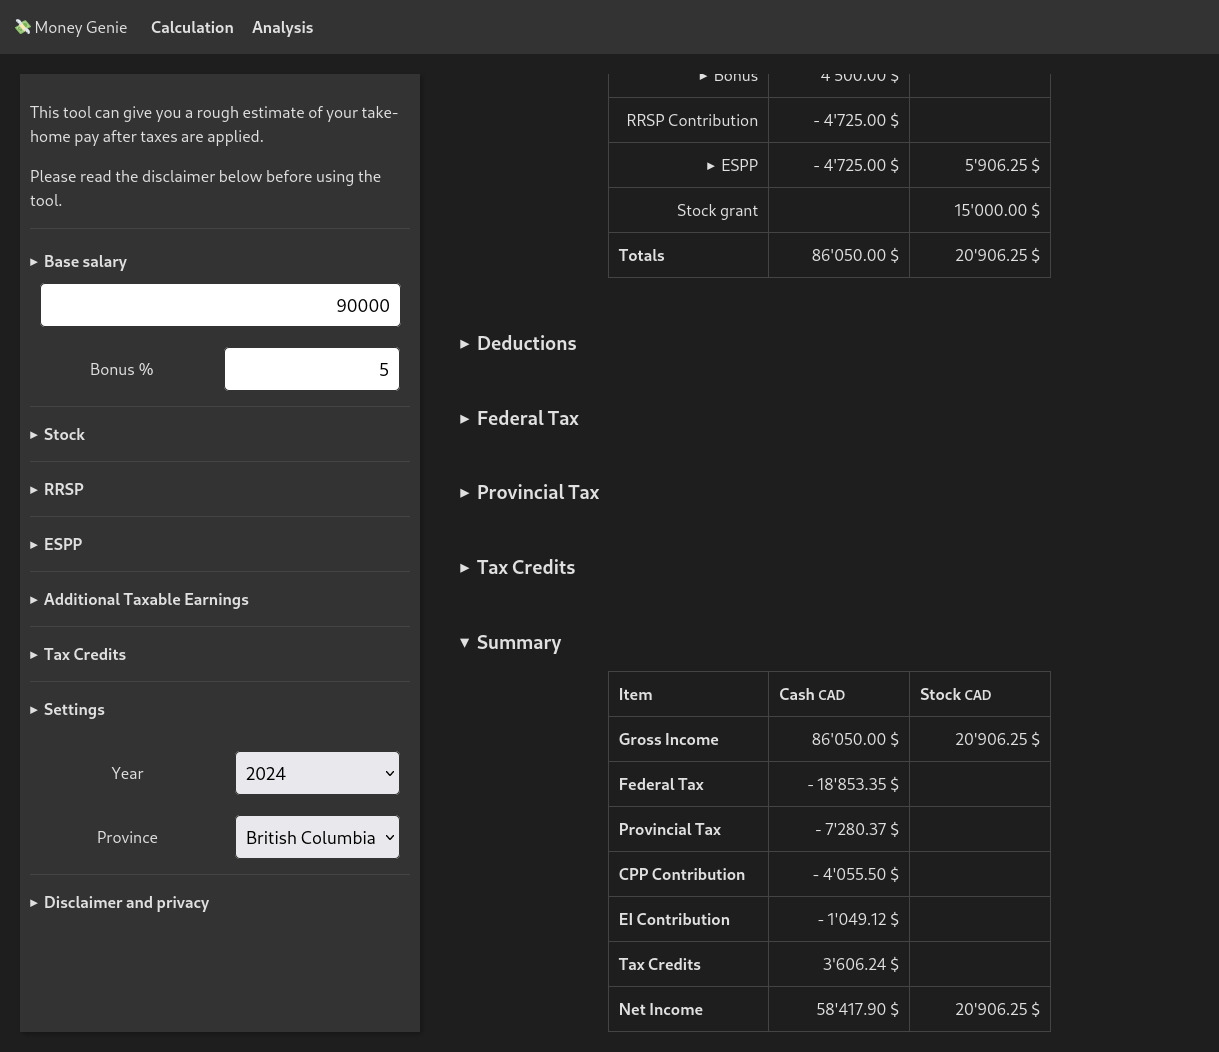 💸 Money Genie Calculation Analysis
This tool can give you a rough estimate of your take-
home pay after taxes are applied.
Please read the disclaimer below before using the
tool.
▸ Base salary
90000
Bonus % 5
▸ Stock
▸ RRSP
▸ ESPP
▸ Additional Taxable Earnings
▸ Tax Credits
▸ Settings
Year 2024
Province British Columbia
▸ Disclaimer and privacy
▸ Bonus 4'500.00 $
RRSP Contribution - 4'725.00 $
▸ ESPP - 4'725.00 $ 5'906.25 $
Stock grant 15'000.00 $
Totals 86'050.00 $ 20'906.25 $
▸ Deductions
▸ Federal Tax
▸ Provincial Tax
▸ Tax Credits
▾ Summary
Item Cash CAD Stock CAD
Gross Income 86'050.00 $ 20'906.25 $
Federal Tax - 18'853.35 $
Provincial Tax - 7'280.37 $
CPP Contribution - 4'055.50 $
EI Contribution - 1'049.12 $
Tax Credits 3'606.24 $
Net Income 58'417.90 $ 20'906.25 $